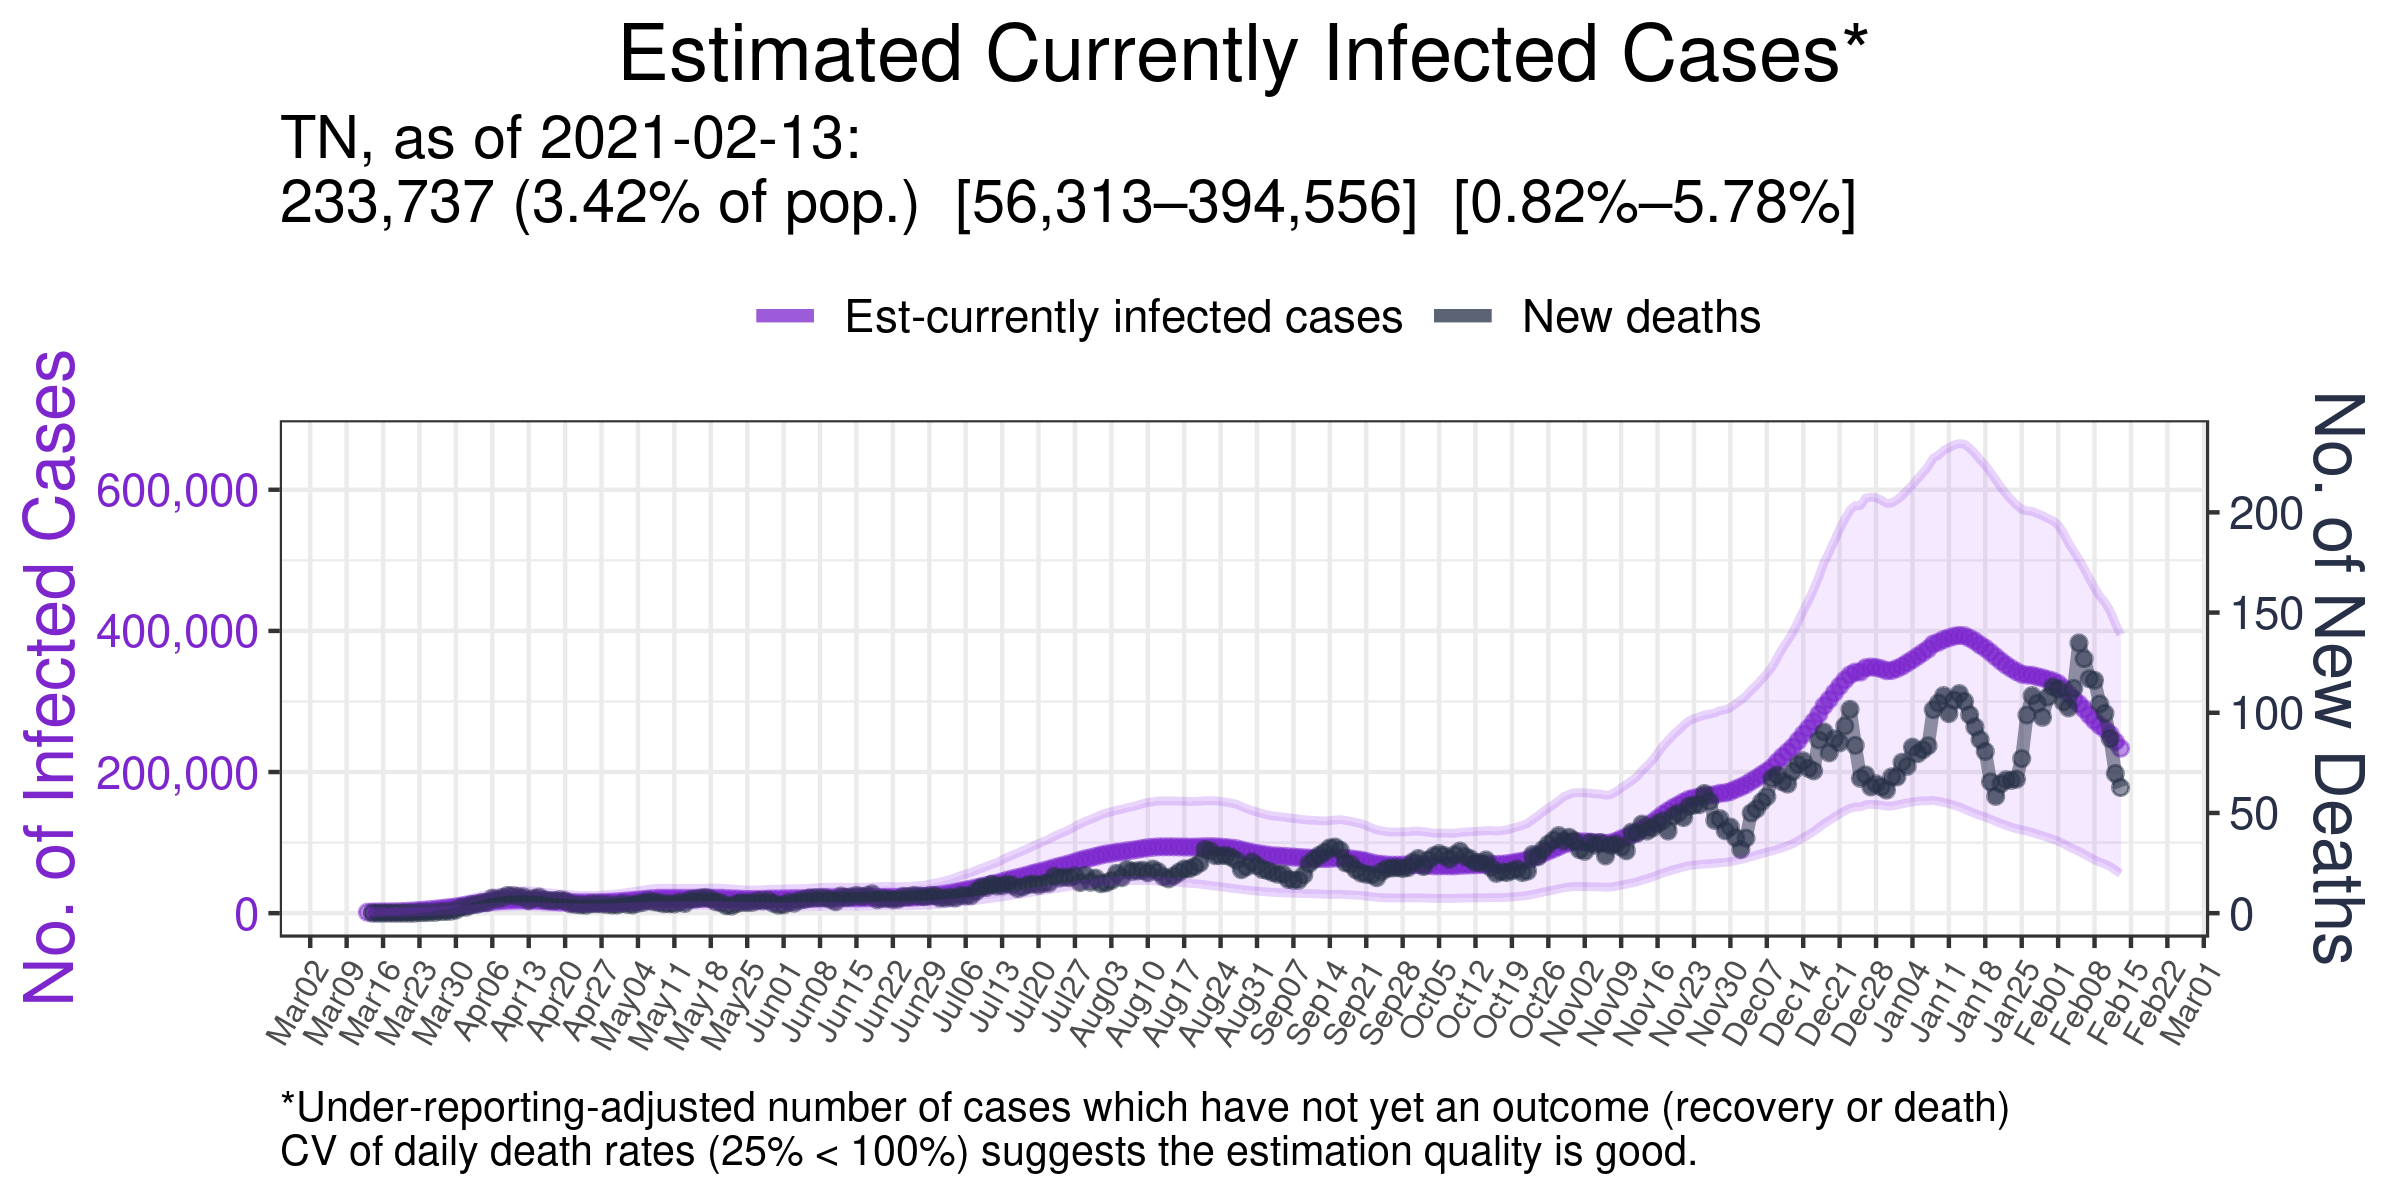 Estimated Currently Infected Cases*
TN, as of 2021-02-13:
233,737 (3.42% of pop.)  [56,313–394,556]  [0.82%–5.78%]
Est-currently infected cases
New deaths
No. of Infected Cases
600,000
400,000
200,000
0
No. of New Deaths
200
150
100
50
0
Mar02
Mar09
Mar16
Mar23
Mar30
Apr06
Apr13
Apr20
Apr27
May04
May11
May18
May25
Jun01
Jun08
Jun15
Jun22
Jun29
Jul06
Jul13
Jul20
Jul27
Aug03
Aug10
Aug17
Aug24
Aug31
Sep07
Sep14
Sep21
Sep28
Oct05
Oct12
Oct19
Oct26
Nov02
Nov09
Nov16
Nov23
Nov30
Dec07
Dec14
Dec21
Dec28
Jan04
Jan11
Jan18
Jan25
Feb01
Feb08
Feb15
Feb22
Mar01
*Under-reporting-adjusted number of cases which have not yet an outcome (recovery or death)
CV of daily death rates (25% < 100%) suggests the estimation quality is good.